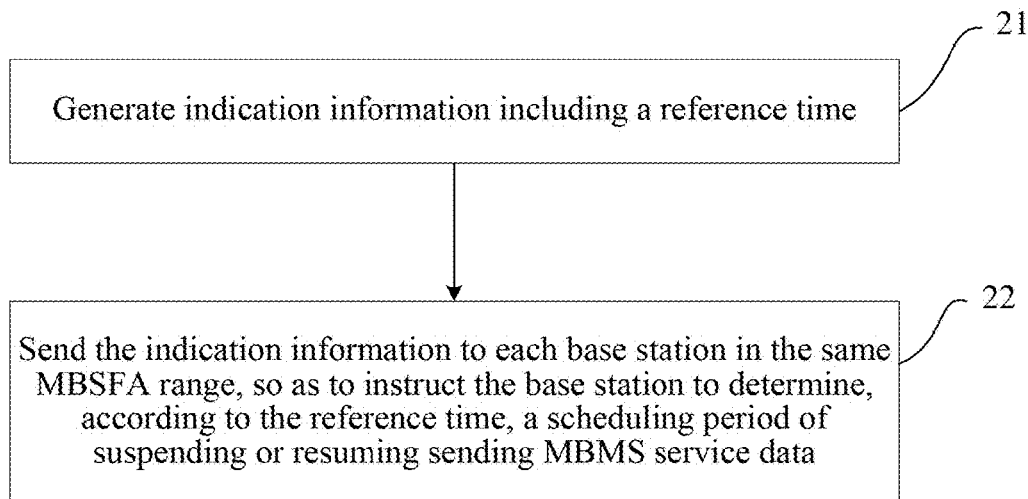 21
Generate indication information including a reference time
22
Send the indication information to each base station in the same
MBSFA range, so as to instruct the base station to determine,
according to the reference time, a scheduling period of
suspending or resuming sending MBMS service data